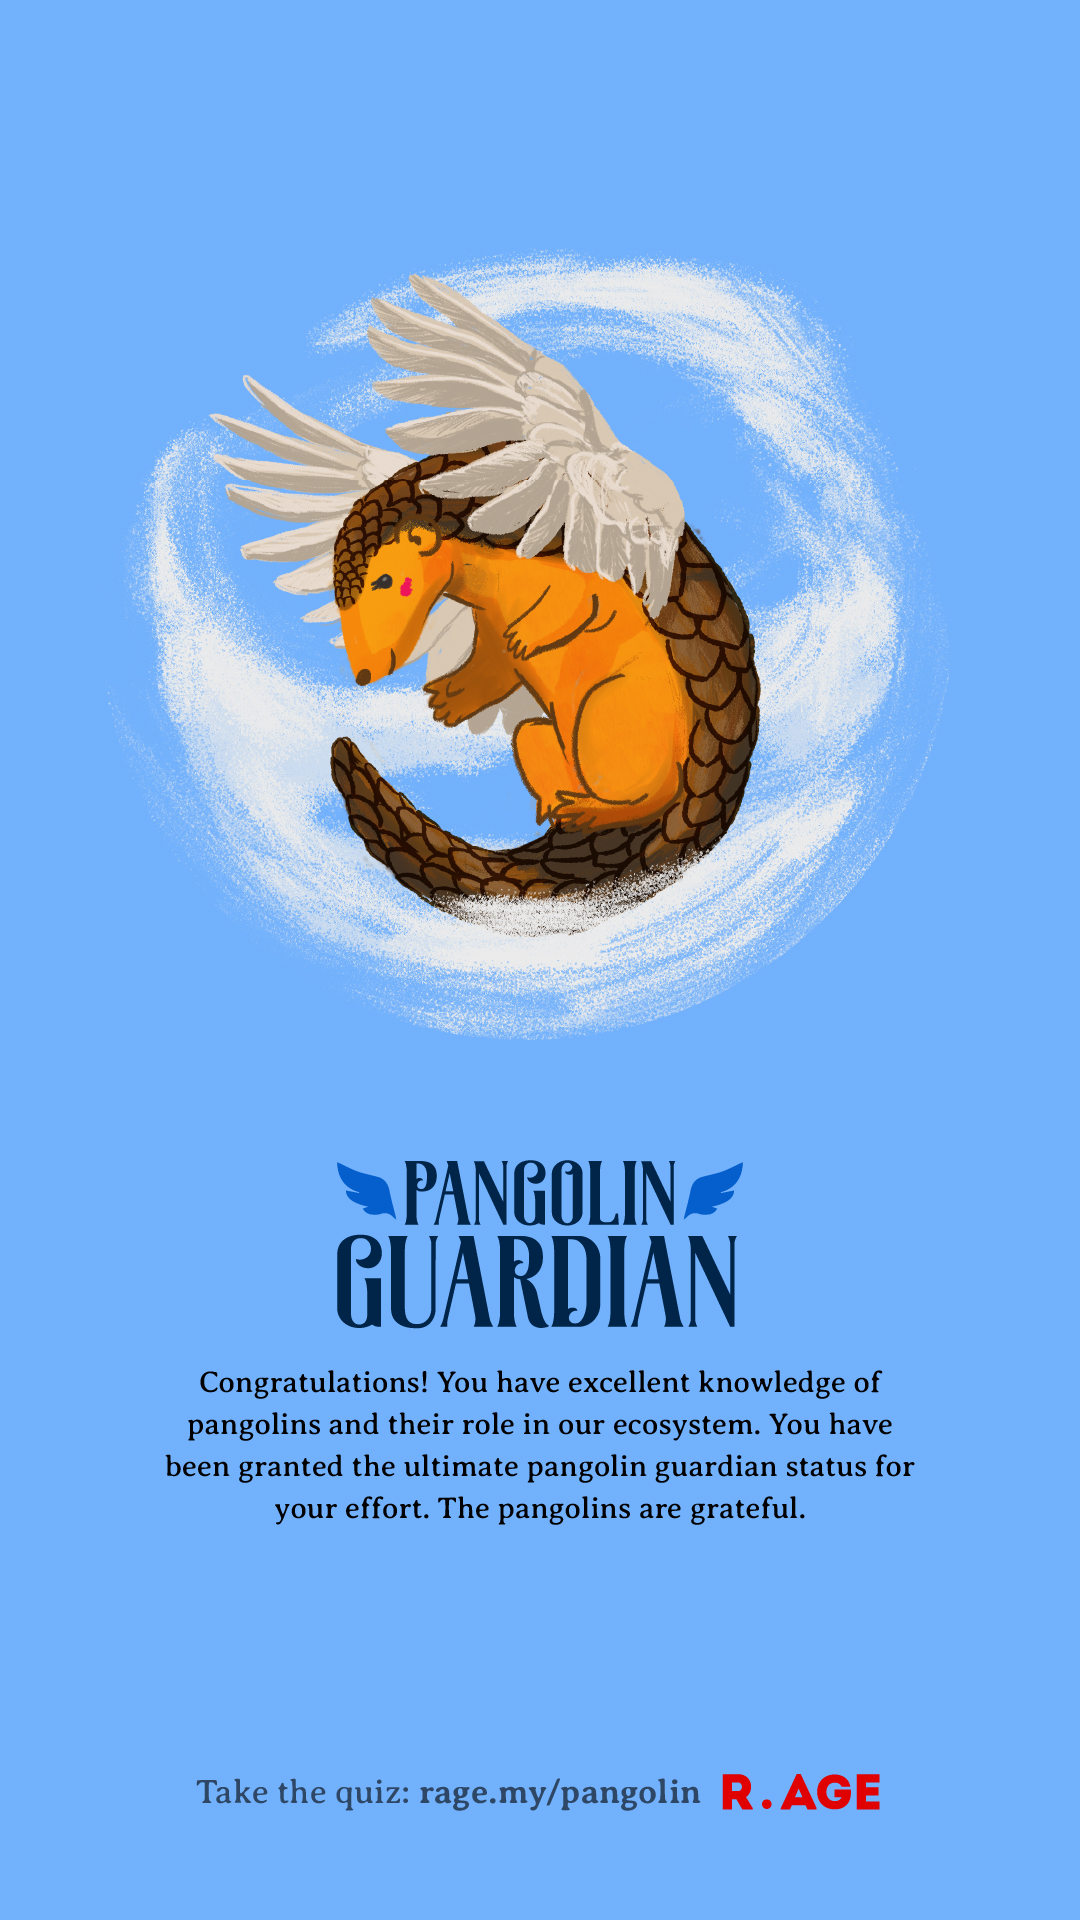 PANGOLIN
GUARDIAN
Congratulations! You have excellent knowledge of
pangolins and their role in our ecosystem. You have
been granted the ultimate pangolin guardian status for
your effort. The pangolins are grateful.
Take the quiz: rage.my/pangolin R.AGE